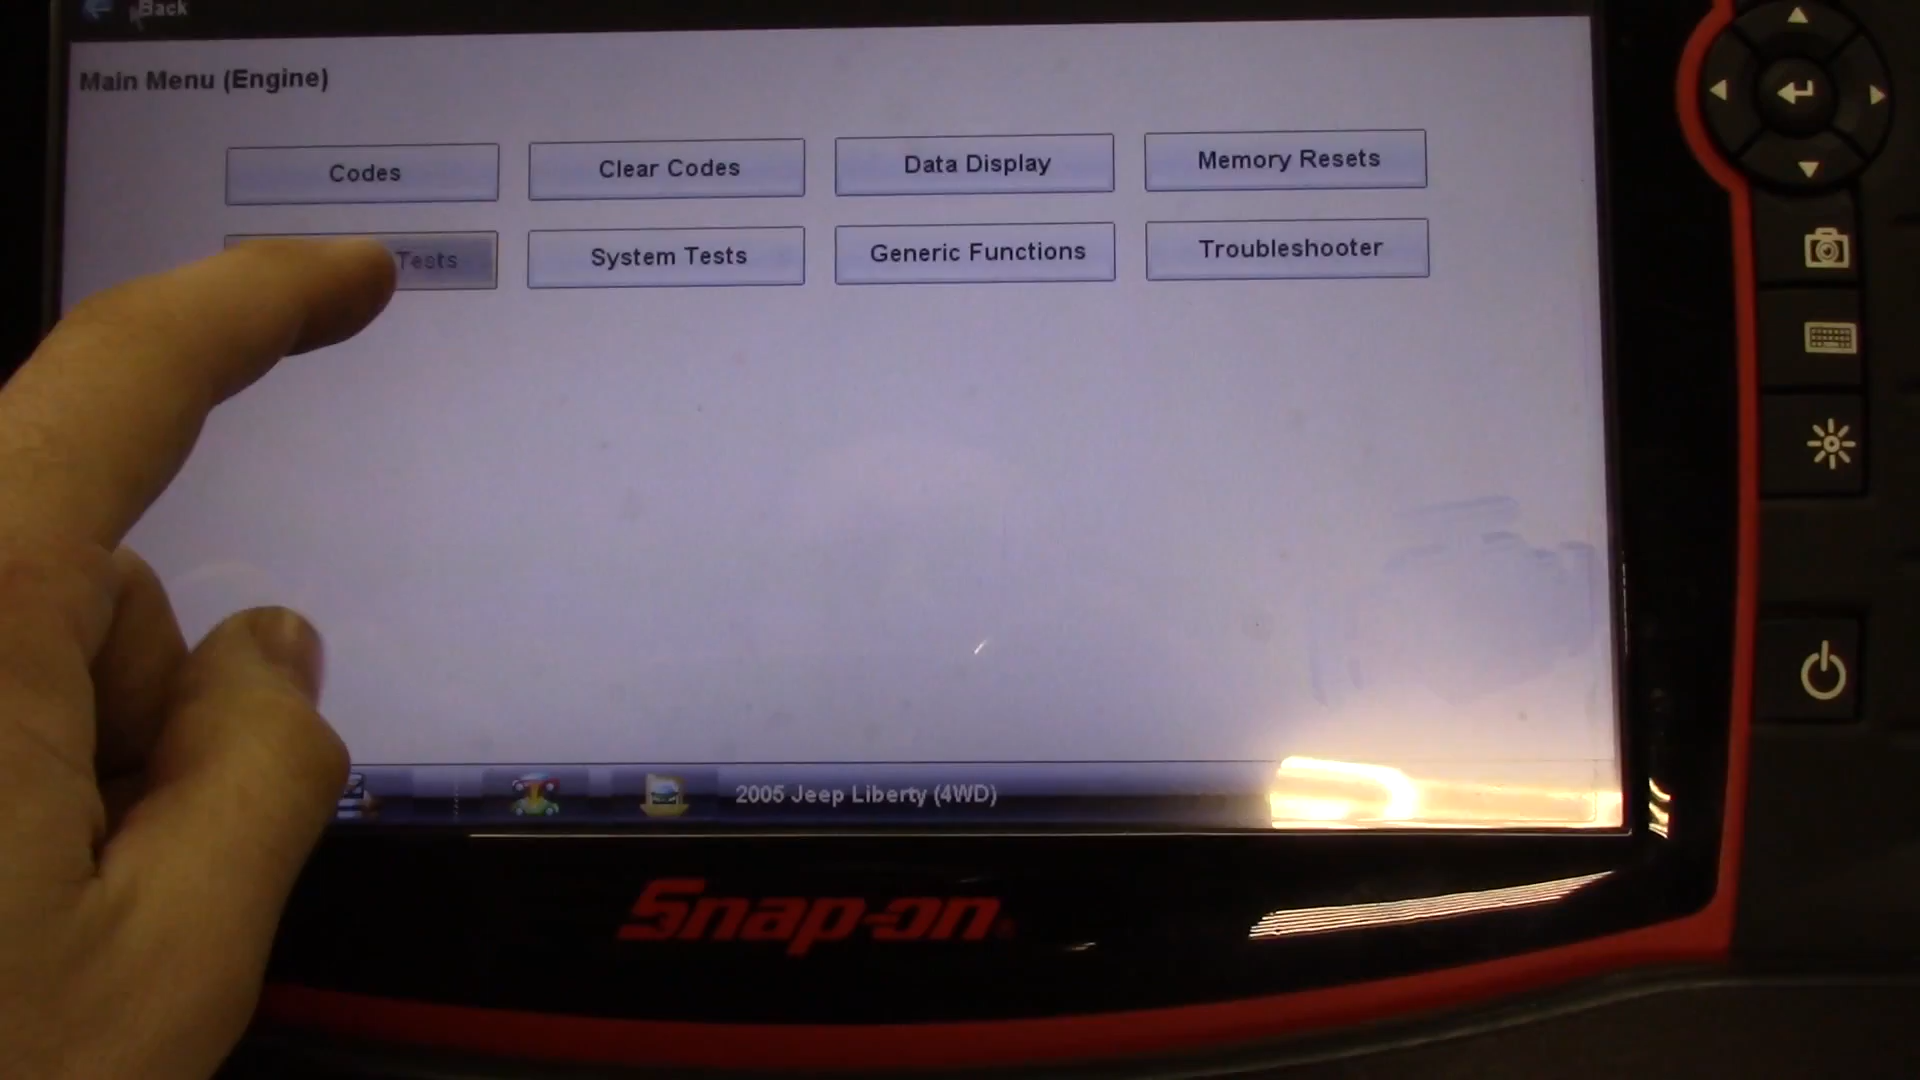 Back
Main Menu (Engine)
Codes
Clear Codes
Data Display
Memory Resets
Tests
System Tests
Generic Functions
Troubleshooter
2005 Jeep Liberty (4WD)
Snap-on